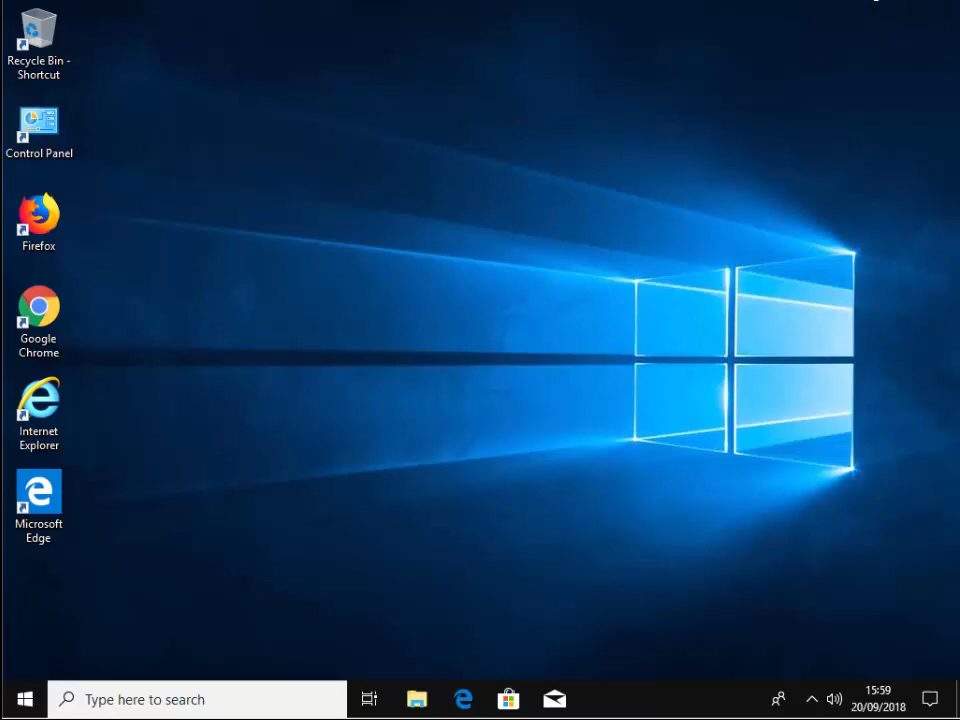 Recycle Bin -
Shortcut
Control Panel
Firefox
Google
Chrome
Internet
Explorer
Microsoft
Edge
Type here to search
15:59
20/09/2018